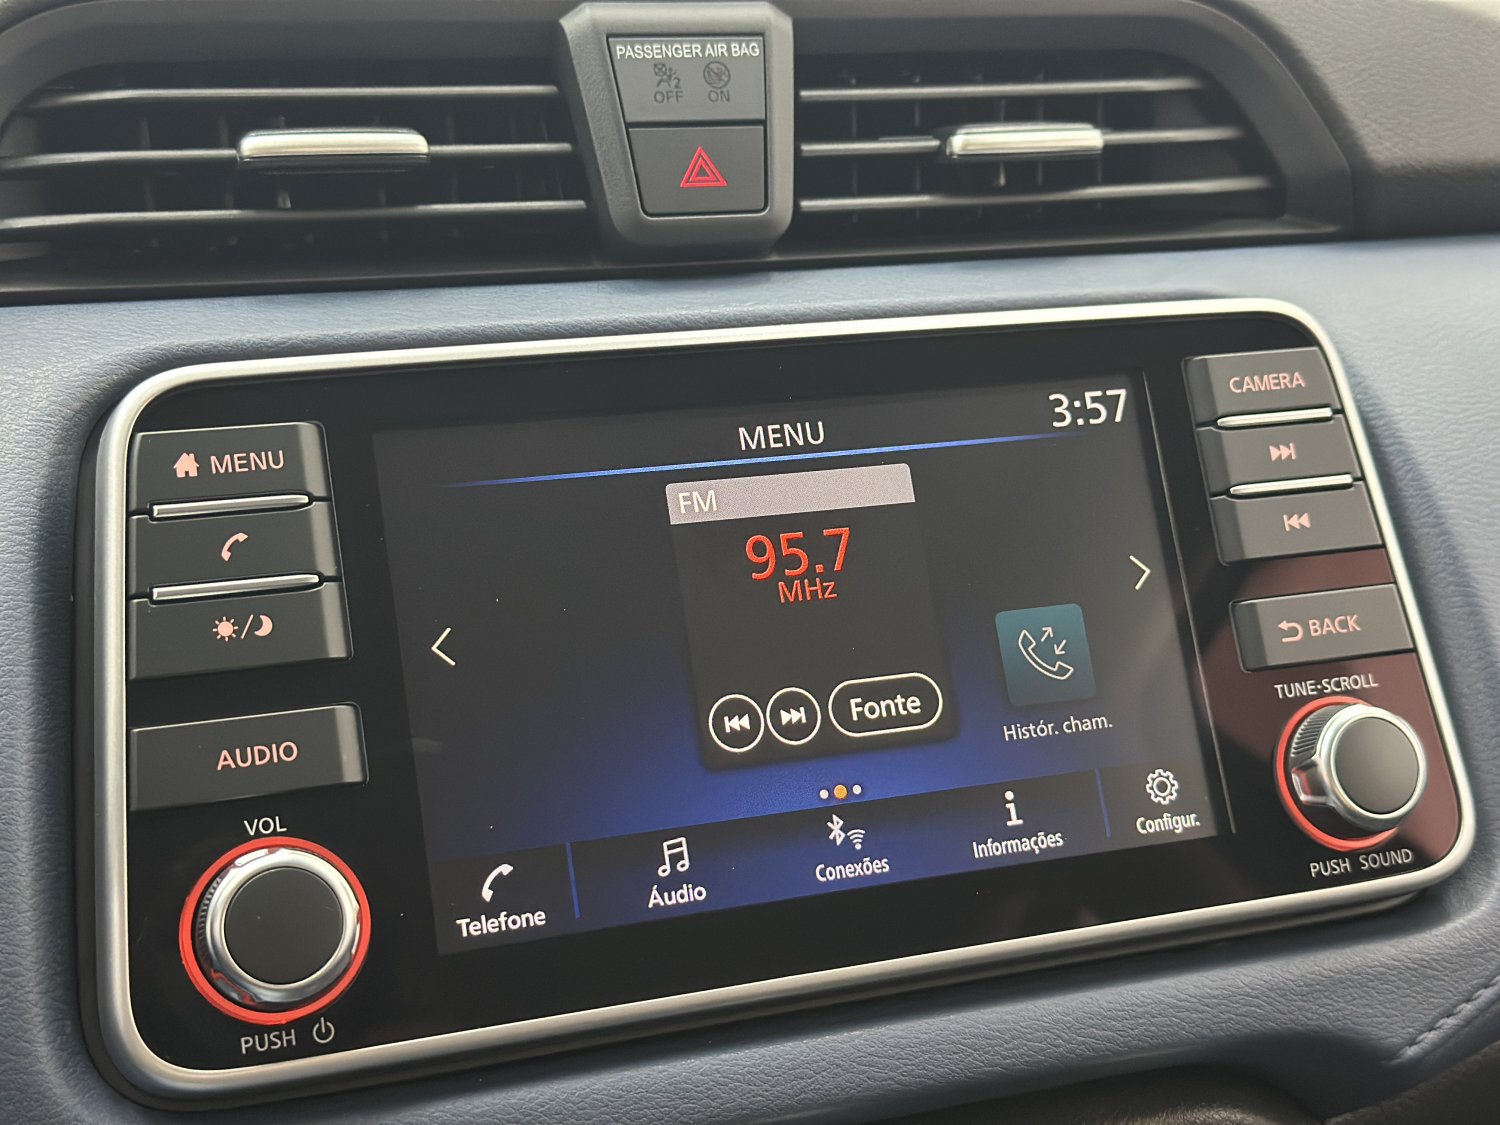 PASSENGER AIR BAG
OFF ON
2
MENU
3:57
CAMERA
MENU
FM
95.7
MHz
BACK
AUDIO
Fonte
Histór. cham.
TUNE•SCROLL
VOL
Telefone
Áudio
Conexões
Informações
Configur.
PUSH SOUND
PUSH